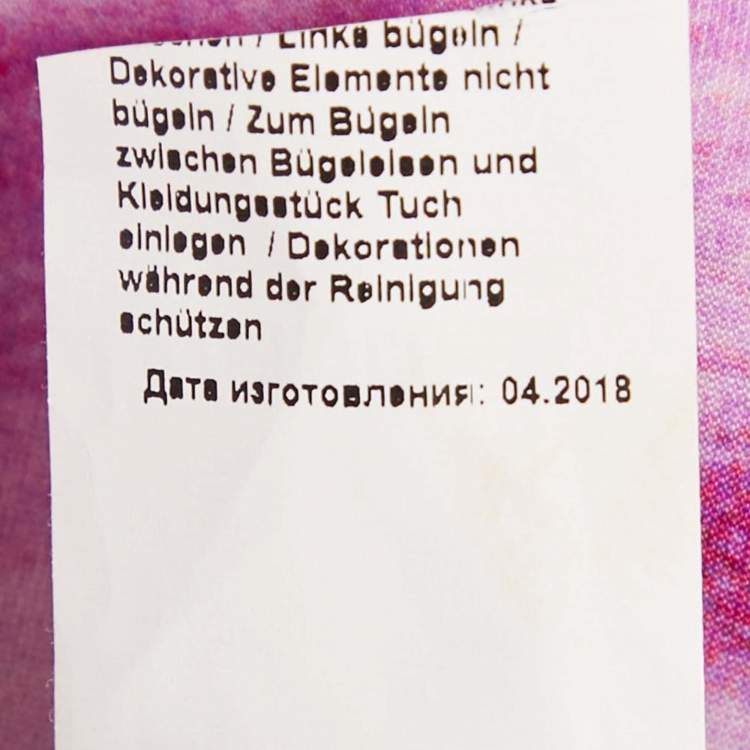 / Links bügeln /
Dekorative Elemente nicht
bügeln / Zum Bügeln
zwischen Bügeleisen und
Kleidungsstück Tuch
einlegen / Dekorationen
während der Reinigung
schützen
Дата изготовления: 04.2018